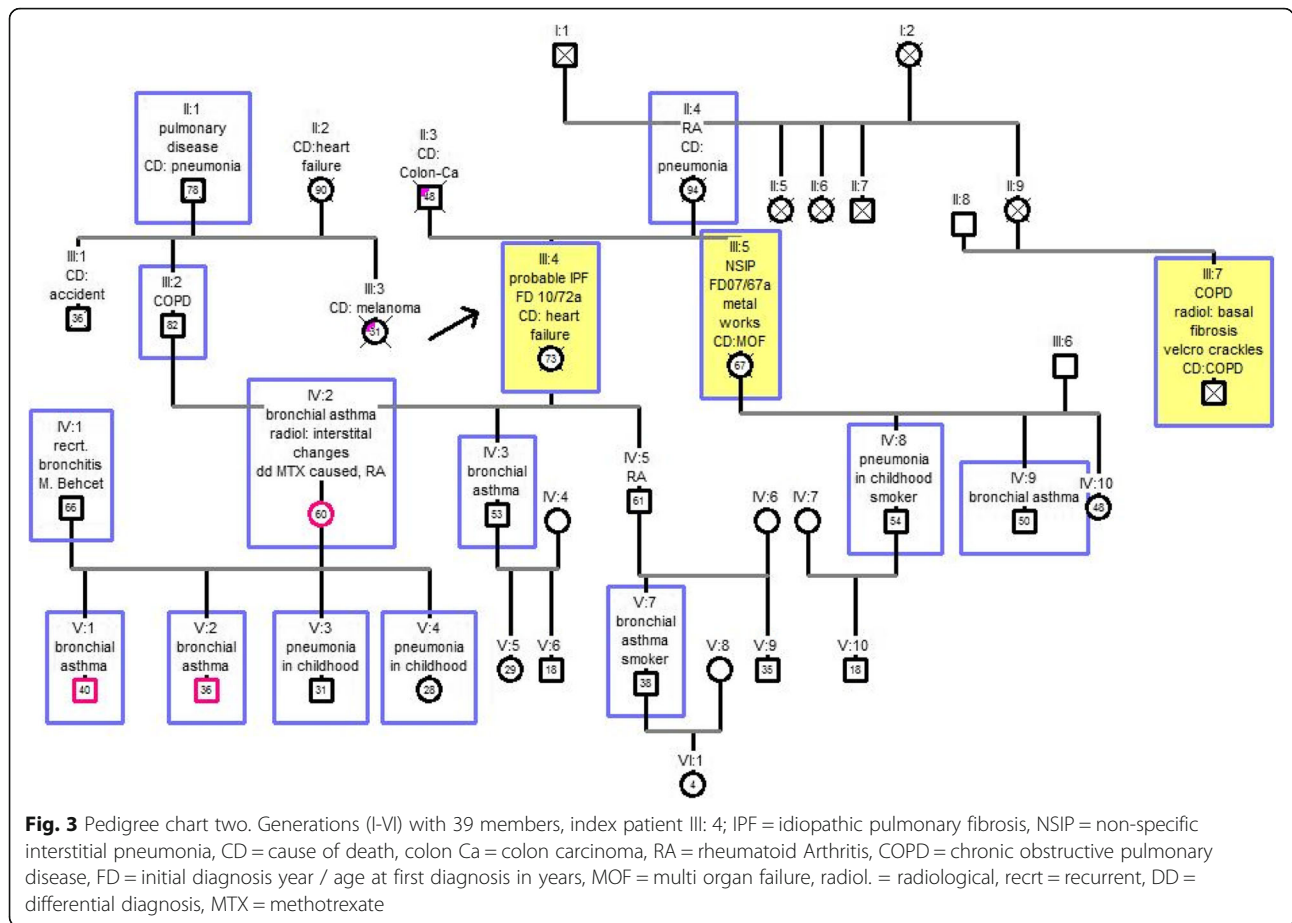 I:1
I:2
II:1
pulmonary
disease
CD: pneumonia
78
II:2
CD:heart
failure
90
II:3
CD:
Colon-Ca
48
II:4
RA
CD:
pneumonia
94
II:5
II:6
II:7
II:8
II:9
III:1
CD:
accident
36
III:2
COPD
82
III:3
CD: melanoma
31
III:4
probable IPF
FD 10/72a
CD: heart
failure
73
III:5
NSIP
FD07/67a
metal
works
CD:MOF
67
III:6
III:7
COPD
radiol: basal
fibrosis
velcro crackles
CD:COPD
IV:1
recrt.
bronchitis
M. Behcet
66
IV:2
bronchial asthma
radiol: interstital
changes
dd MTX caused, RA
60
IV:3
bronchial
asthma
53
IV:4
IV:5
RA
61
IV:6
IV:7
IV:8
pneumonia
in childhood
smoker
54
IV:9
bronchial asthma
50
IV:10
48
V:1
bronchial
asthma
40
V:2
bronchial
asthma
36
V:3
pneumonia
in childhood
31
V:4
pneumonia
in childhood
28
V:5
29
V:6
18
V:7
bronchial
asthma
smoker
38
V:8
V:9
35
V:10
18
VI:1
4
Fig. 3 Pedigree chart two. Generations (I-VI) with 39 members, index patient III: 4; IPF = idiopathic pulmonary fibrosis, NSIP = non-specific
interstitial pneumonia, CD = cause of death, colon Ca = colon carcinoma, RA = rheumatoid Arthritis, COPD = chronic obstructive pulmonary
disease, FD = initial diagnosis year / age at first diagnosis in years, MOF = multi organ failure, radiol. = radiological, recrt = recurrent, DD =
differential diagnosis, MTX = methotrexate